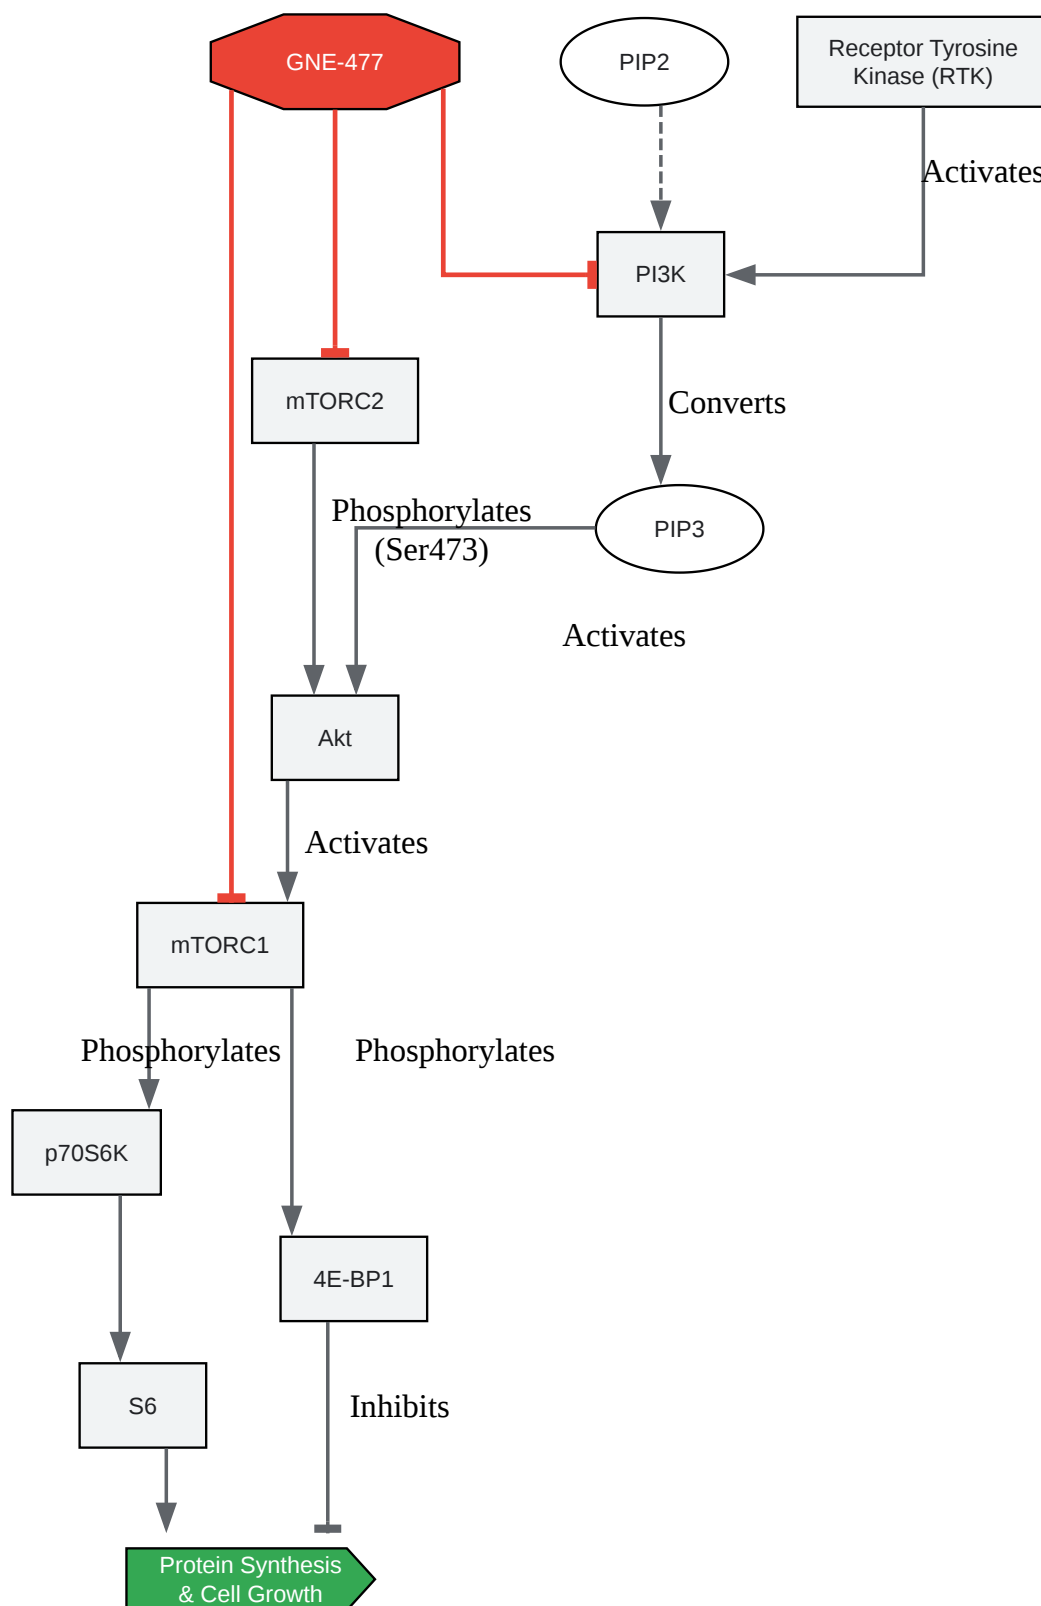 GNE-477
PIP2
Receptor Tyrosine
Kinase (RTK)
Activates
PI3K
mTORC2
Converts
Phosphorylates
(Ser473)
PIP3
Activates
Akt
Activates
mTORC1
Phosphorylates
Phosphorylates
p70S6K
4E-BP1
S6
Inhibits
Protein Synthesis
& Cell Growth